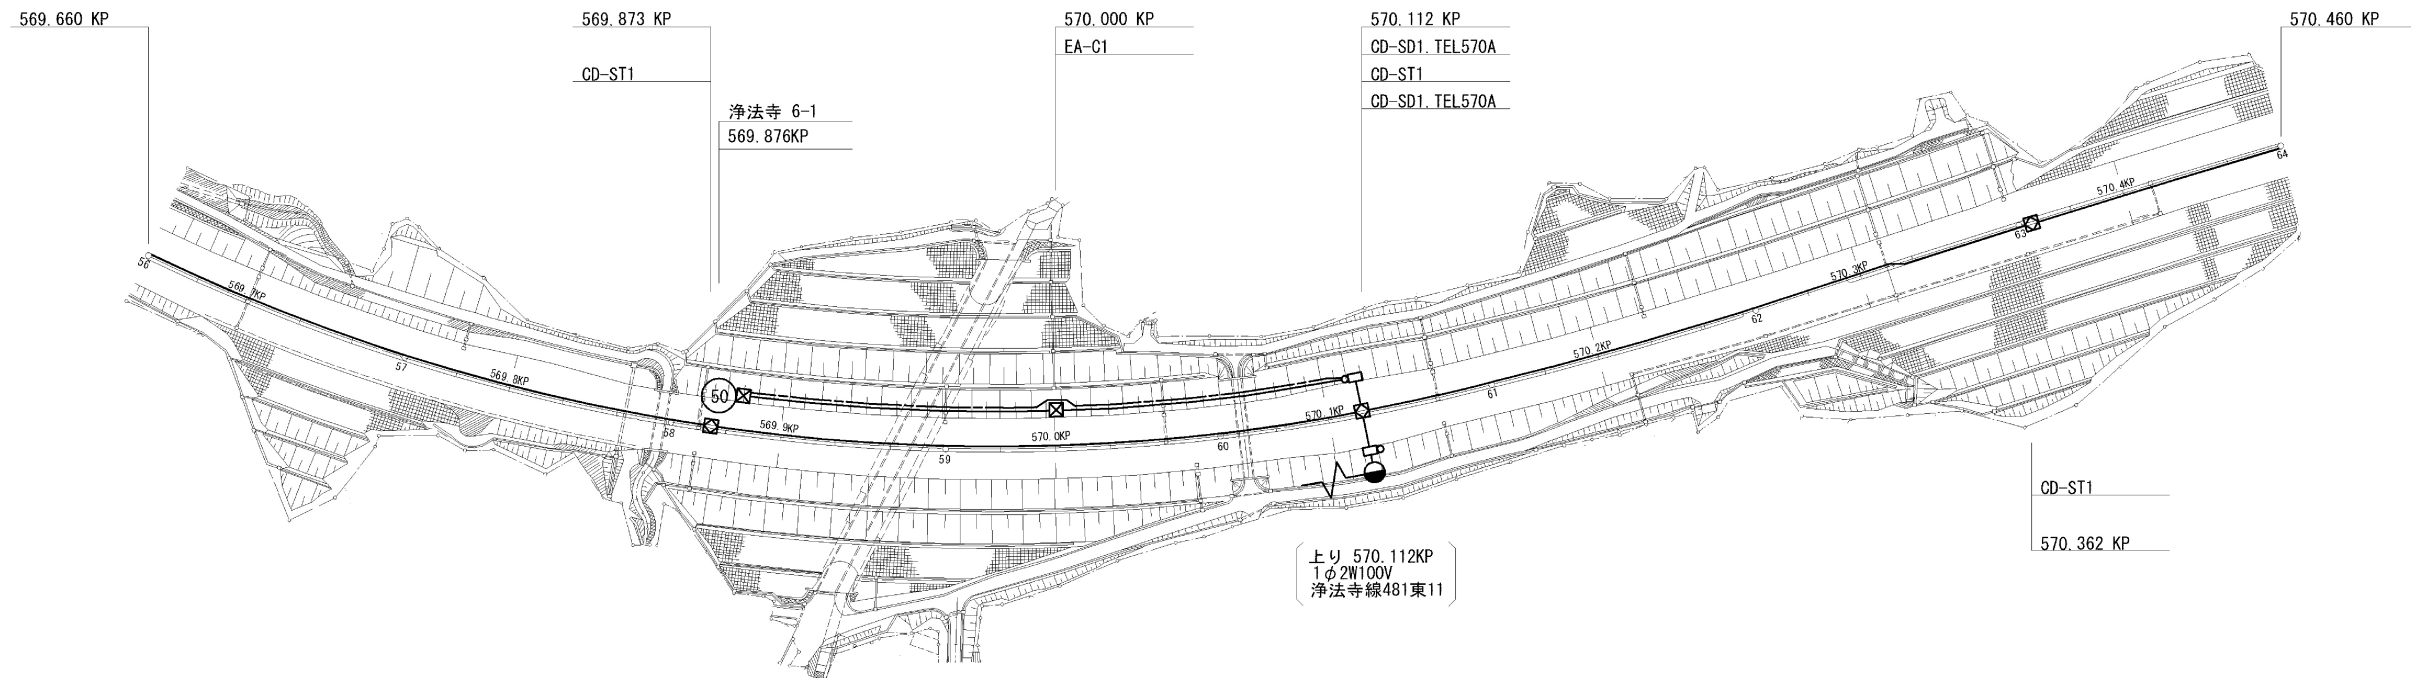 569.660 KP
569.873 KP
CD-ST1
浄法寺 6-1
569.876KP
570.000 KP
EA-C1
570.112 KP
CD-SD1.TEL570A
CD-ST1
CD-SD1.TEL570A
570.460 KP
56
569.7KP
57
569.8KP
58
50
569.9KP
59
570.0KP
60
570.1KP
61
570.2KP
62
570.3KP
63
570.4KP
64
CD-ST1
570.362 KP
上り 570.112KP
1φ2W100V
浄法寺線481東11